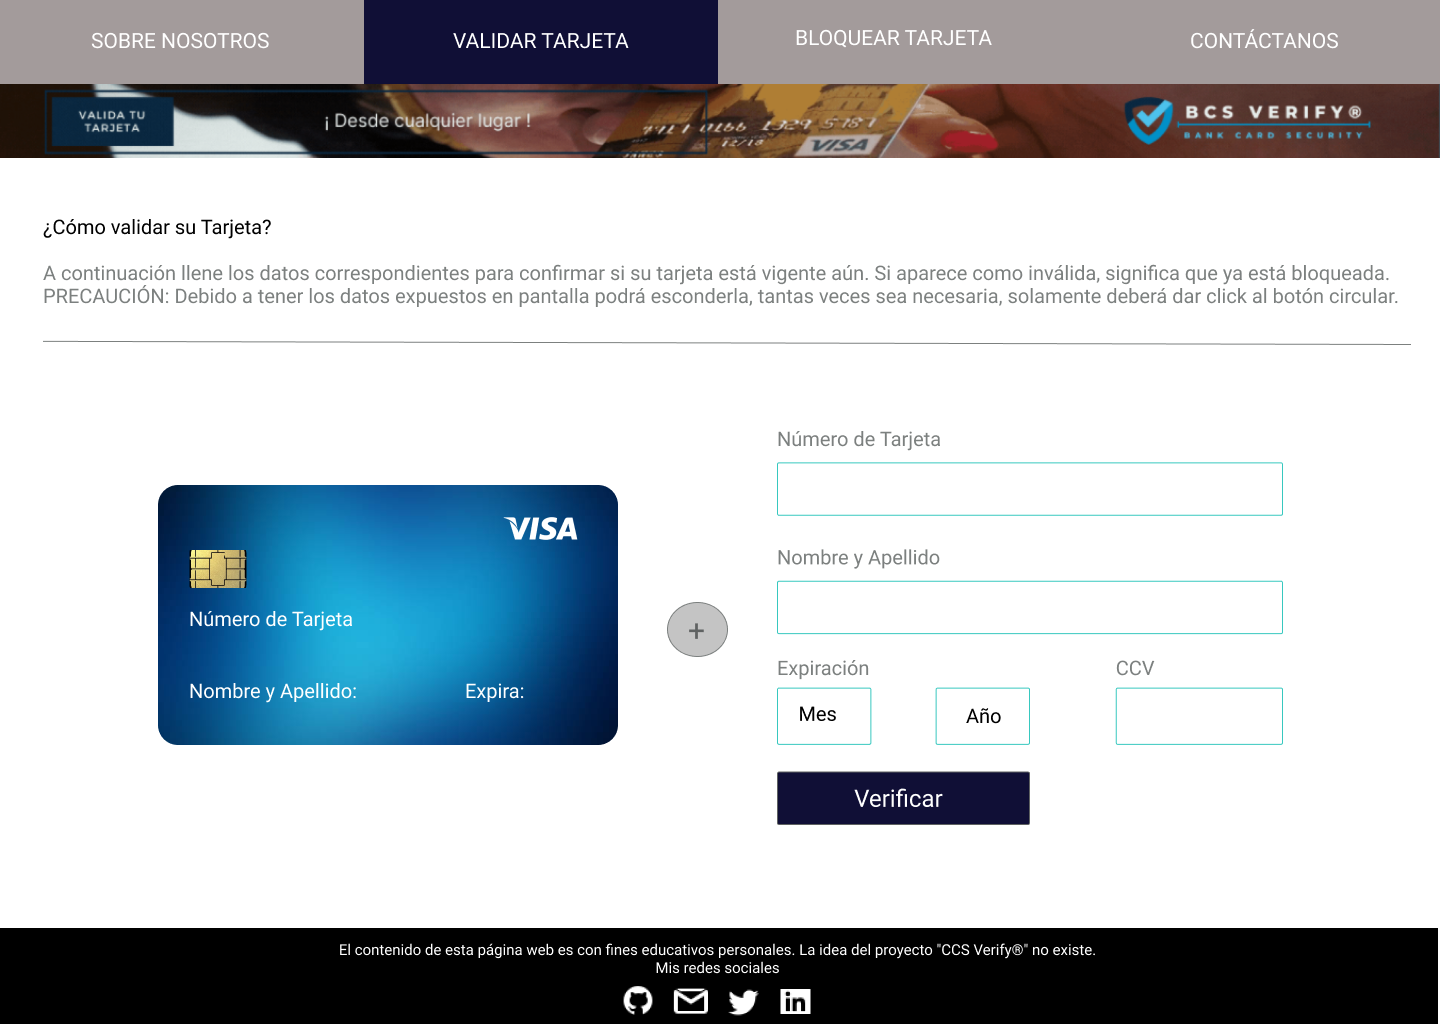 SOBRE NOSOTROS
VALIDAR TARJETA
BLOQUEAR TARJETA
CONTÁCTANOS
VALIDA TU
TARJETA
¡ Desde cualquier lugar !
5187
12/18
VISA
BCS VERIFY®
BANK CARD SECURITY
¿Cómo validar su Tarjeta?
A continuación llene los datos correspondientes para confirmar si su tarjeta está vigente aún. Si aparece como inválida, significa que ya está bloqueada.
PRECAUCIÓN: Debido a tener los datos expuestos en pantalla podrá esconderla, tantas veces sea necesaria, solamente deberá dar click al botón circular.
Número de Tarjeta
VISA
Nombre y Apellido
Número de Tarjeta
+
Expiración
CCV
Nombre y Apellido:
Expira:
Mes
Año
Verificar
El contenido de esta página web es con fines educativos personales. La idea del proyecto "CCS Verify®" no existe.
Mis redes sociales
in